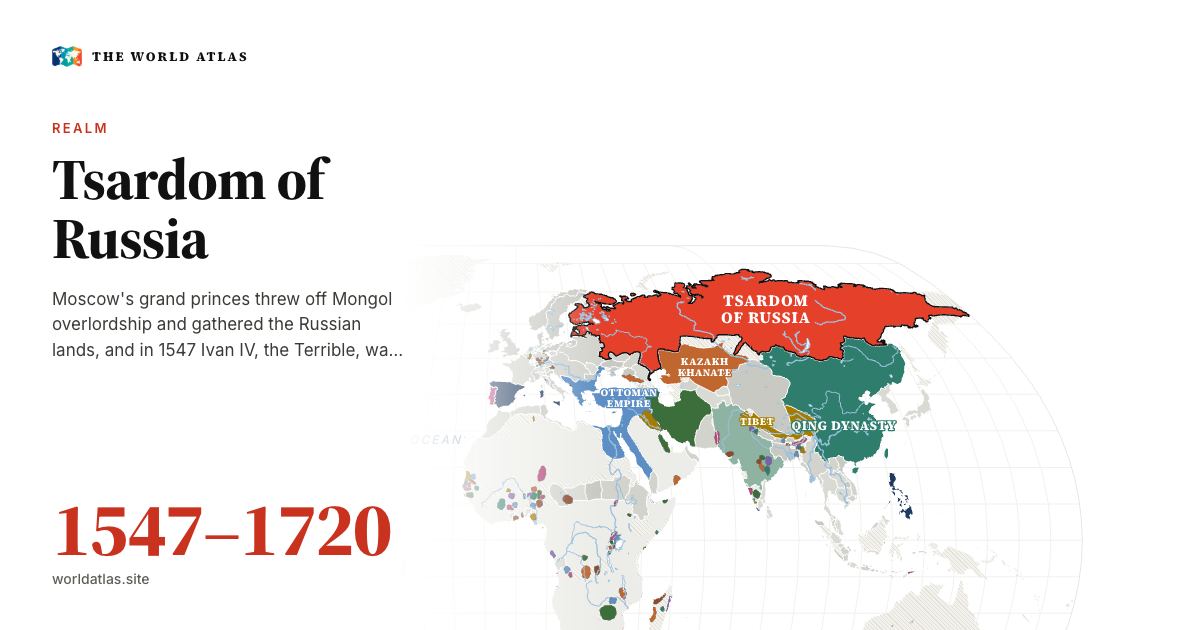 THE WORLD ATLAS
REALM
Tsardom of
Russia
Moscow's grand princes threw off Mongol
overlordship and gathered the Russian
lands, and in 1547 Ivan IV, the Terrible, wa...
1547–1720
worldatlas.site
TSARDOM
OF RUSSIA
KAZAKH
KHANATE
OTTOMAN
EMPIRE
TIBET
QING DYNASTY
OCEAN